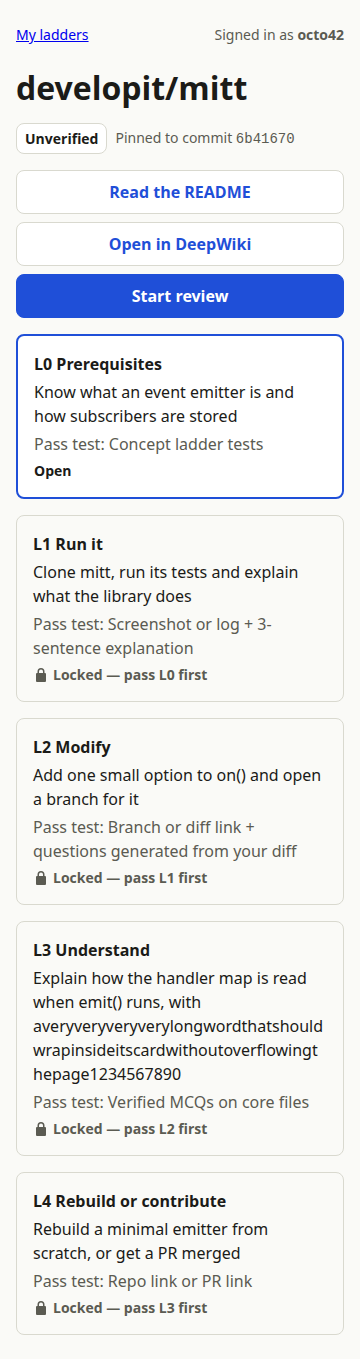 My ladders
Signed in as octo42
developit/mitt
Unverified
Pinned to commit 6b41670
Read the README
Open in DeepWiki
Start review
L0 Prerequisites
Know what an event emitter is and
how subscribers are stored
Pass test: Concept ladder tests
Open
L1 Run it
Clone mitt, run its tests and explain
what the library does
Pass test: Screenshot or log + 3-
sentence explanation
Locked — pass L0 first
L2 Modify
Add one small option to on() and open
a branch for it
Pass test: Branch or diff link +
questions generated from your diff
Locked — pass L1 first
L3 Understand
Explain how the handler map is read
when emit() runs, with
averyveryveryverylongwordthatshould
wrapinsideitscardwithoutoverflowingt
hepage1234567890
Pass test: Verified MCQs on core files
Locked — pass L2 first
L4 Rebuild or contribute
Rebuild a minimal emitter from
scratch, or get a PR merged
Pass test: Repo link or PR link
Locked — pass L3 first